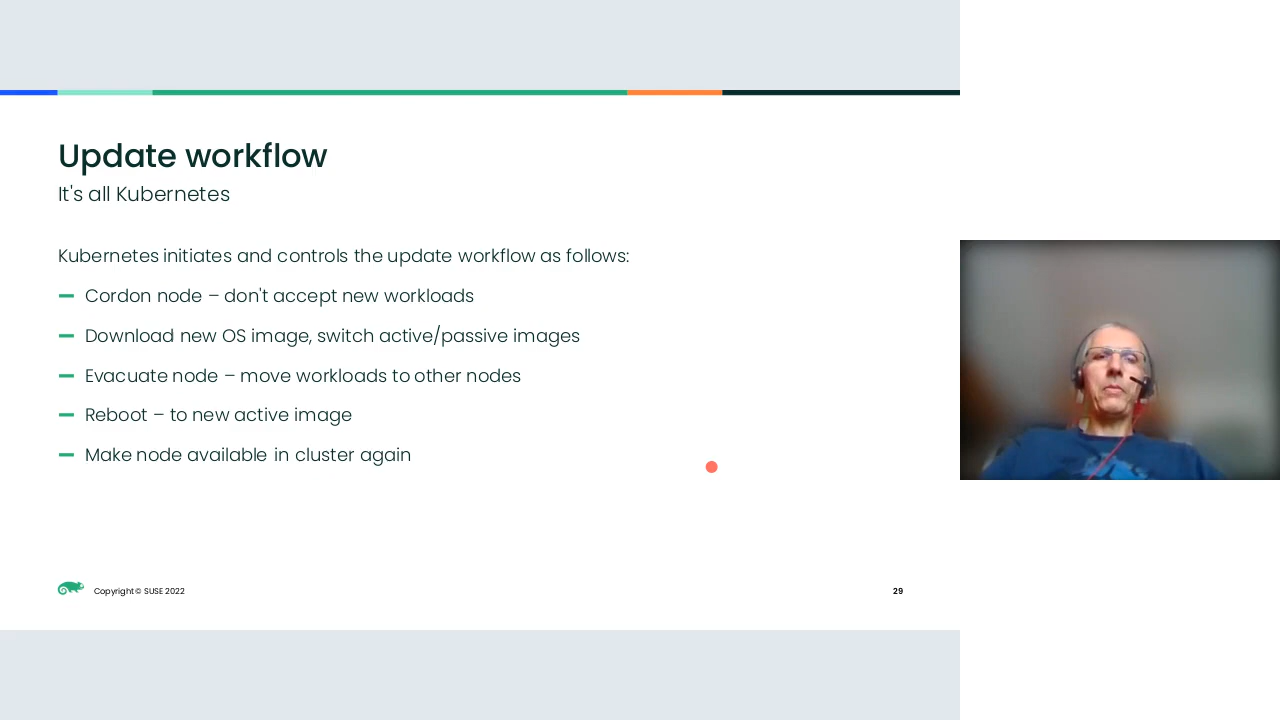 Update workflow
It's all Kubernetes
Kubernetes initiates and controls the update workflow as follows:
Cordon node – don't accept new workloads
Download new OS image, switch active/passive images
Evacuate node – move workloads to other nodes
Reboot – to new active image
Make node available in cluster again
Copyright © SUSE 2022
29